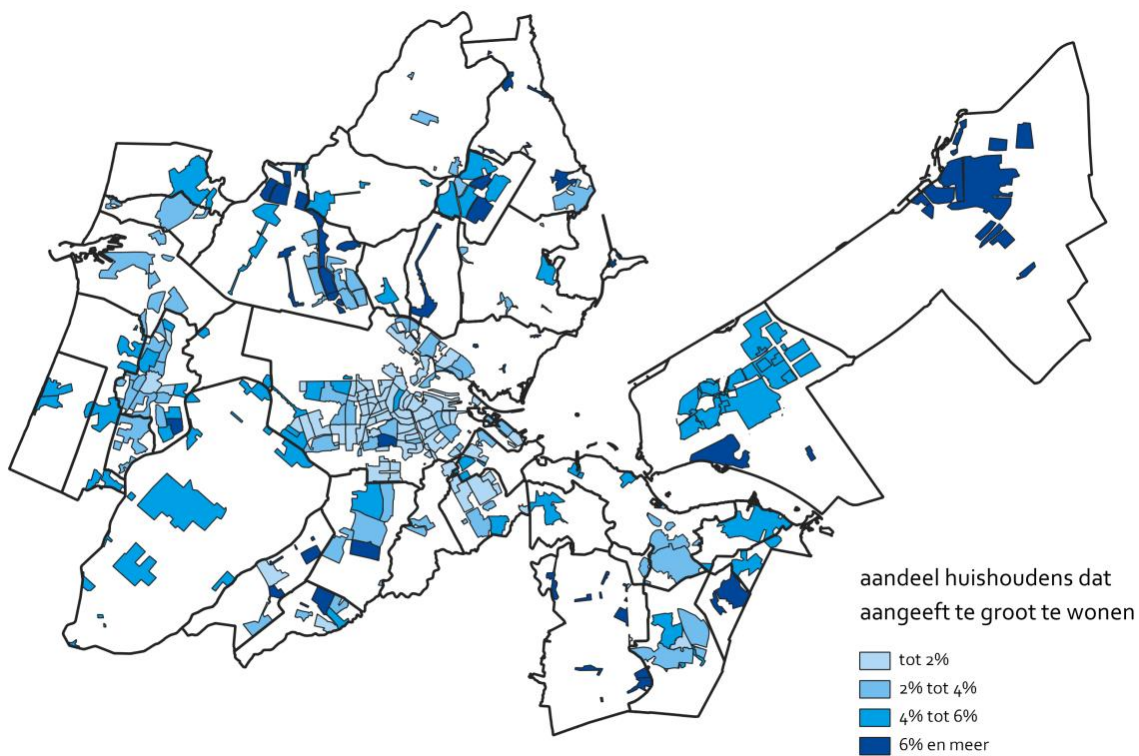 aandeel huishoudens dat
aangeeft te groot te wonen
tot 2%
2% tot 4%
4% tot 6%
6% en meer